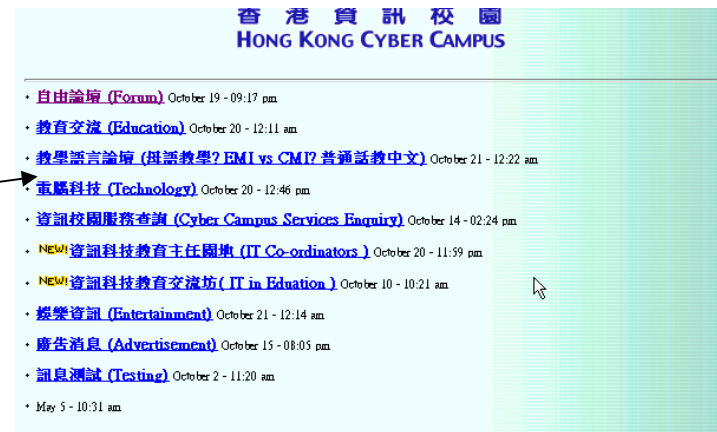 香 港 資 訊 校 園
HONG KONG CYBER CAMPUS
自由論壇 (Forum) October 19 - 09:17 pm
教育交流 (Education) October 20 - 12:11 am
教學語言論壇 (母語教學? EMI vs CMI? 普通話教中文) October 21 - 12:22 am
電腦科技 (Technology) October 20 - 12:46 pm
資訊校園服務查詢 (Cyber Campus Services Enquiry) October 14 - 02:24 pm
NEW! 資訊科技教育主任園地 (IT Co-ordinators ) October 20 - 11:59 pm
NEW! 資訊科技教育交流坊( IT in Eduation ) October 10 - 10:21 am
娛樂資訊 (Entertainment) October 21 - 12:14 am
廣告消息 (Advertisement) October 15 - 08:05 pm
訊息測試 (Testing) October 2 - 11:20 am
May 5 - 10:31 am